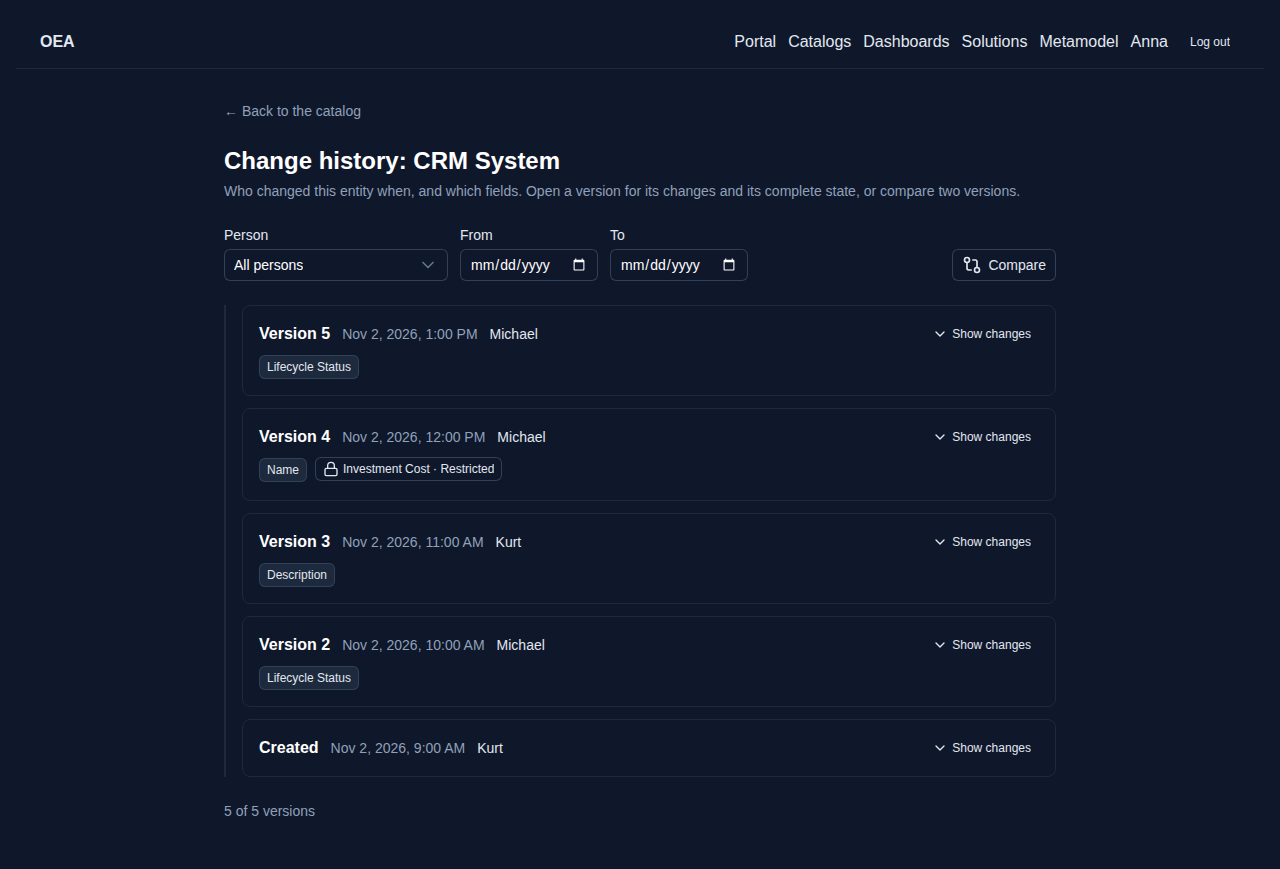 OEA
Portal Catalogs Dashboards Solutions Metamodel Anna Log out
← Back to the catalog
Change history: CRM System
Who changed this entity when, and which fields. Open a version for its changes and its complete state, or compare two versions.
Person From To
All persons mm/dd/yyyy mm/dd/yyyy Compare
Version 5 Nov 2, 2026, 1:00 PM Michael Show changes
Lifecycle Status
Version 4 Nov 2, 2026, 12:00 PM Michael Show changes
Name Investment Cost · Restricted
Version 3 Nov 2, 2026, 11:00 AM Kurt Show changes
Description
Version 2 Nov 2, 2026, 10:00 AM Michael Show changes
Lifecycle Status
Created Nov 2, 2026, 9:00 AM Kurt Show changes
5 of 5 versions